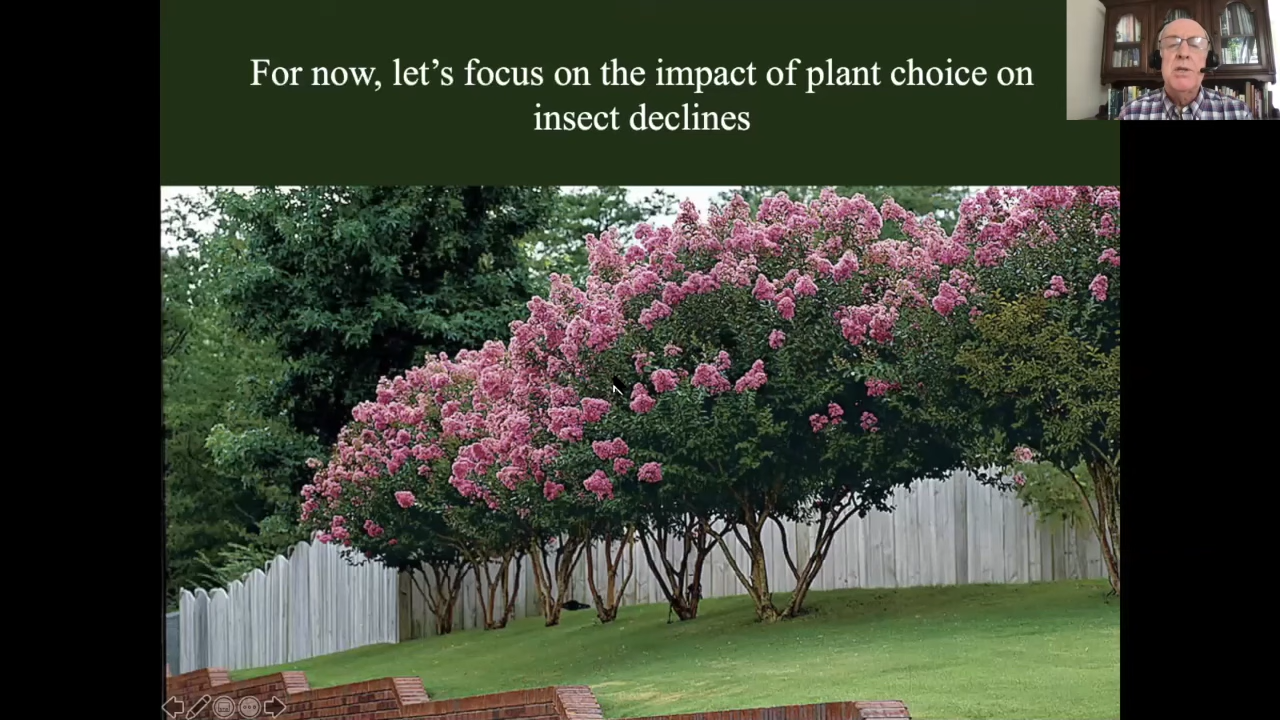 For now, let’s focus on the impact of plant choice on
insect declines